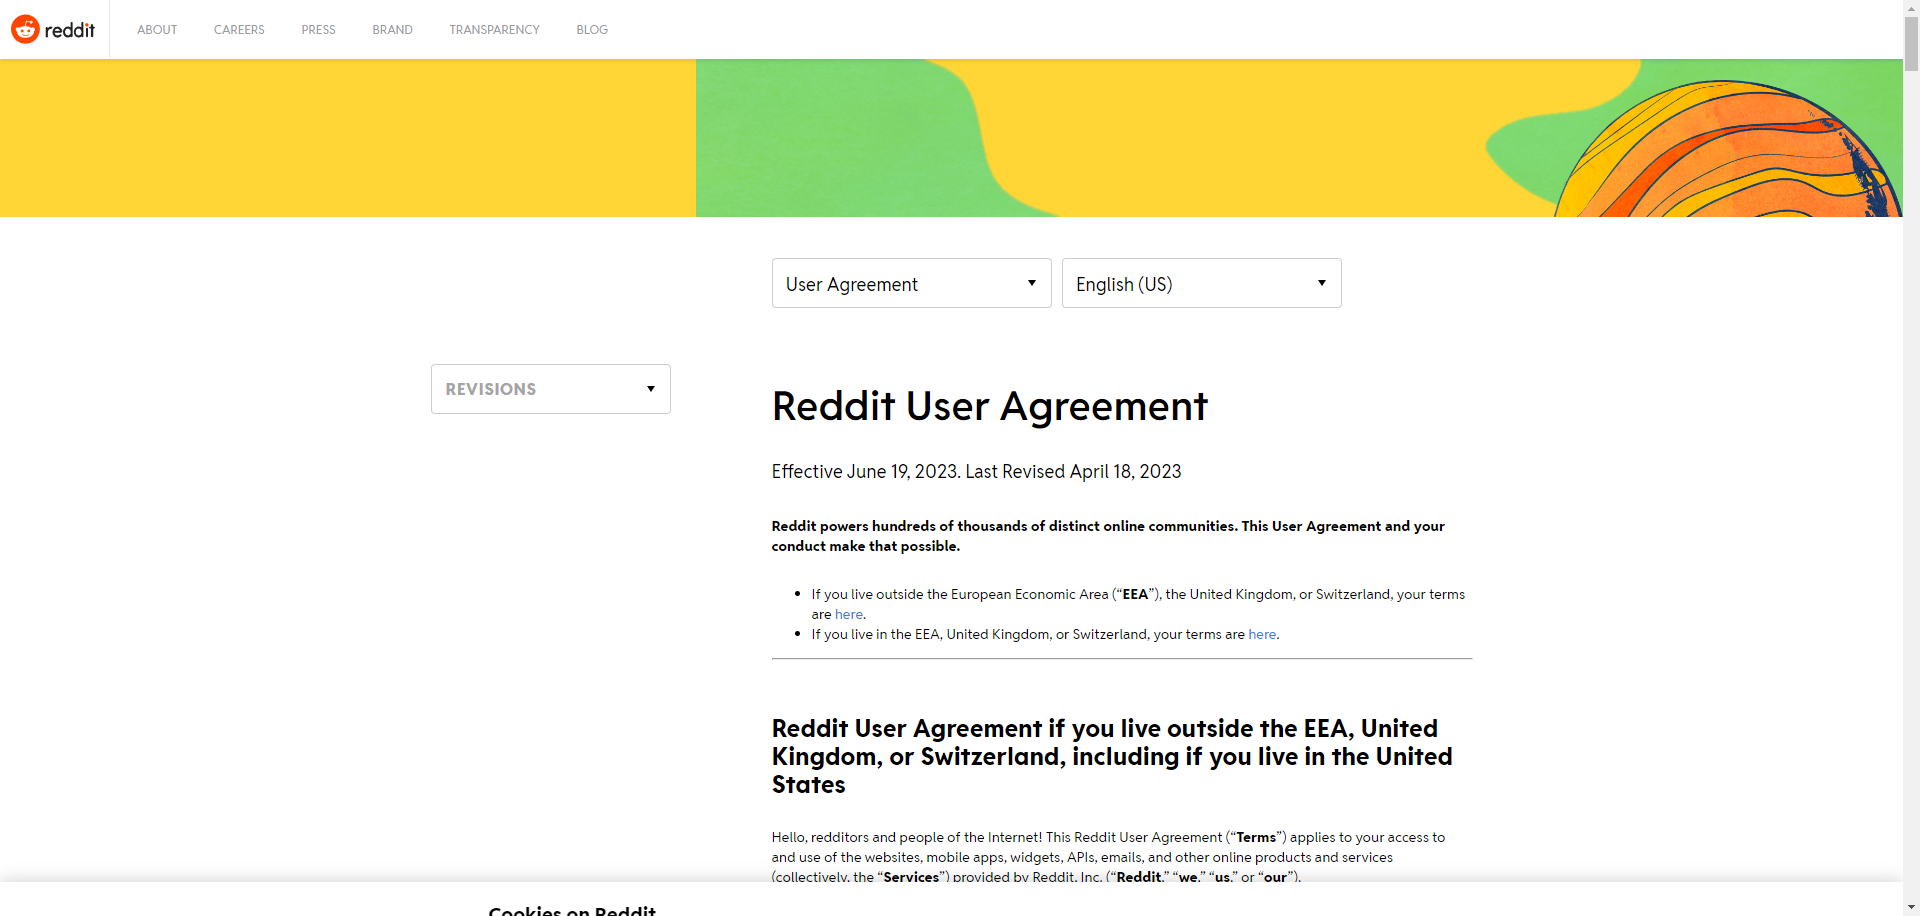 reddit
ABOUT
CAREERS
PRESS
BRAND
TRANSPARENCY
BLOG
User Agreement
English (US)
REVISIONS
Reddit User Agreement
Effective June 19, 2023. Last Revised April 18, 2023
Reddit powers hundreds of thousands of distinct online communities. This User Agreement and your
conduct make that possible.
If you live outside the European Economic Area (“EEA”), the United Kingdom, or Switzerland, your terms
are here.
If you live in the EEA, United Kingdom, or Switzerland, your terms are here.
Reddit User Agreement if you live outside the EEA, United
Kingdom, or Switzerland, including if you live in the United
States
Hello, redditors and people of the Internet! This Reddit User Agreement (“Terms”) applies to your access to
and use of the websites, mobile apps, widgets, APIs, emails, and other online products and services
(collectively, the “Services”) provided by Reddit, Inc. (“Reddit,” “we,” “us,” or “our”).
Cookies on Reddit